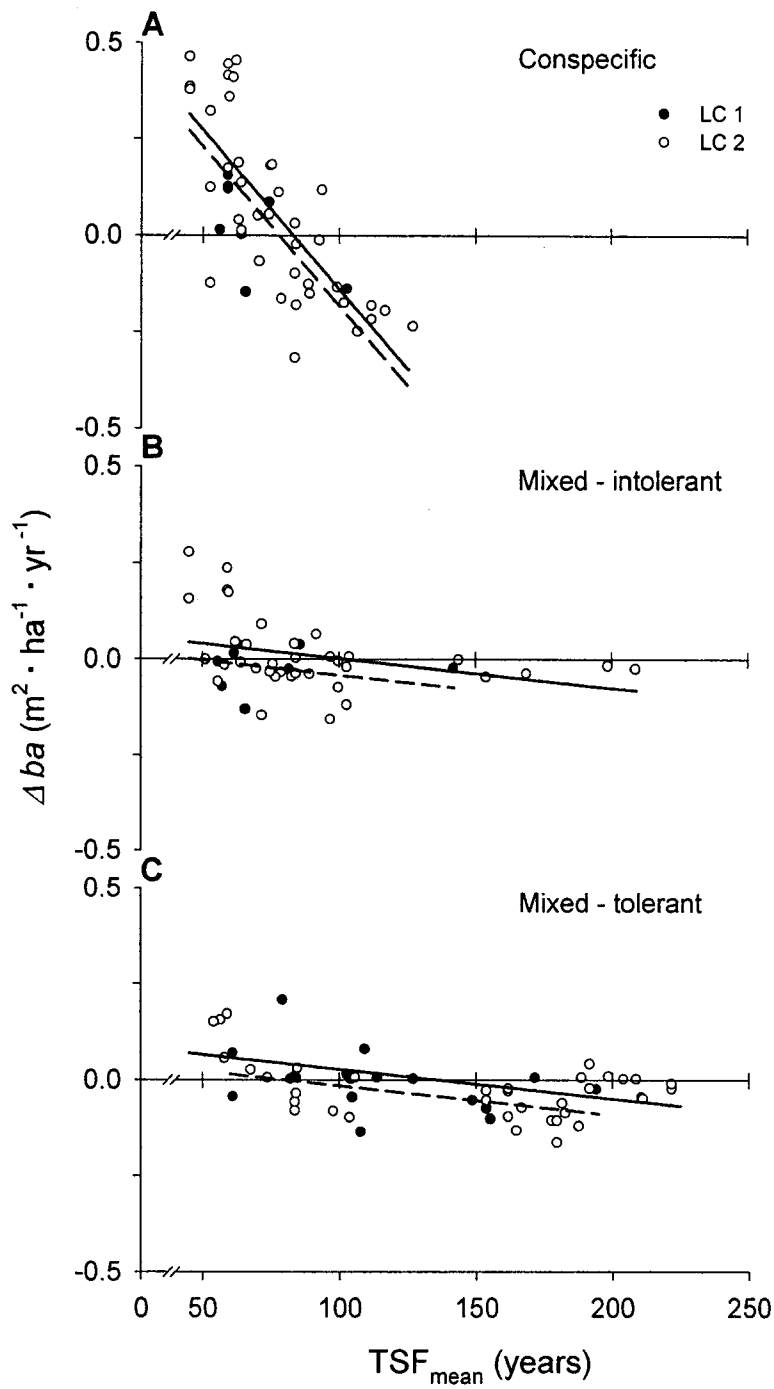 A
0.5
Conspecific
LC 1
LC 2
0.0
-0.5
B
0.5
Mixed - intolerant
Δba (m² · ha⁻¹ · yr⁻¹)
0.0
-0.5
C
0.5
Mixed - tolerant
0.0
-0.5
0 50 100 150 200 250
TSFmean (years)